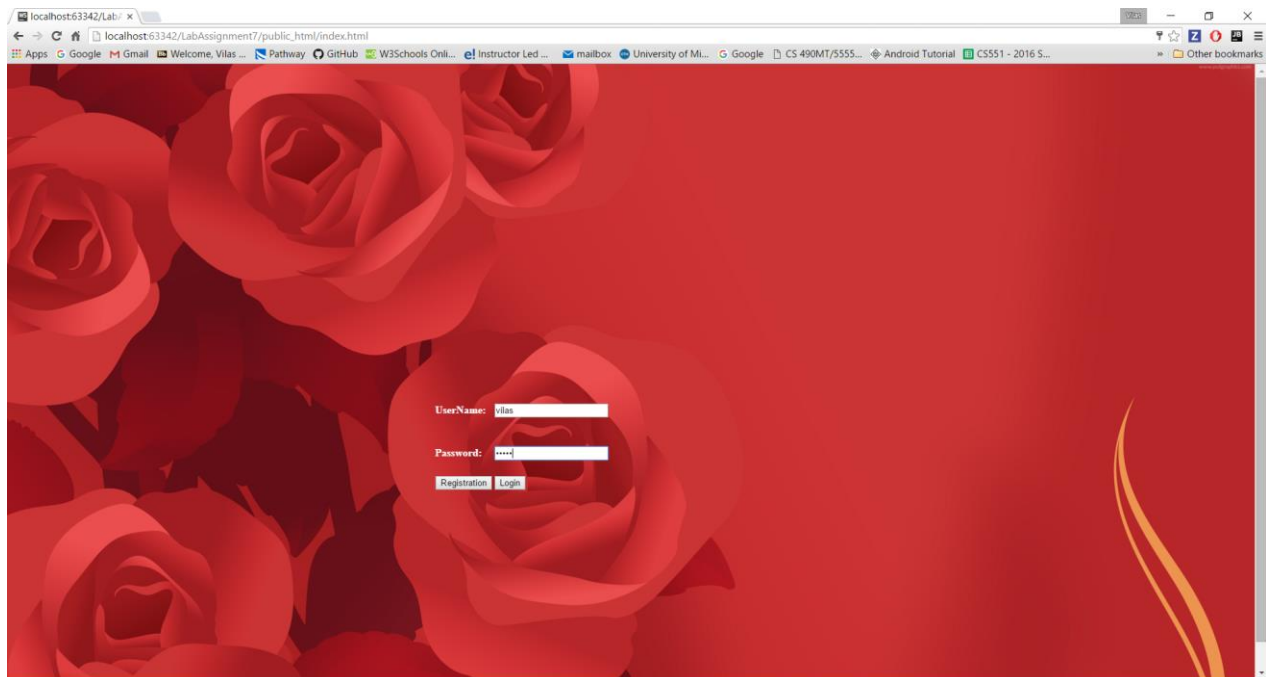 localhost:63342/Lab
Vilas
localhost:63342/LabAssignment7/public_html/index.html
Apps Google Gmail Welcome, Vilas ... Pathway GitHub W3Schools Onli... Instructor Led ... mailbox University of Mi... Google CS 490MT/5555... Android Tutorial CS551 - 2016 S... » Other bookmarks
UserName: vilas
Password: •••••
Registration Login